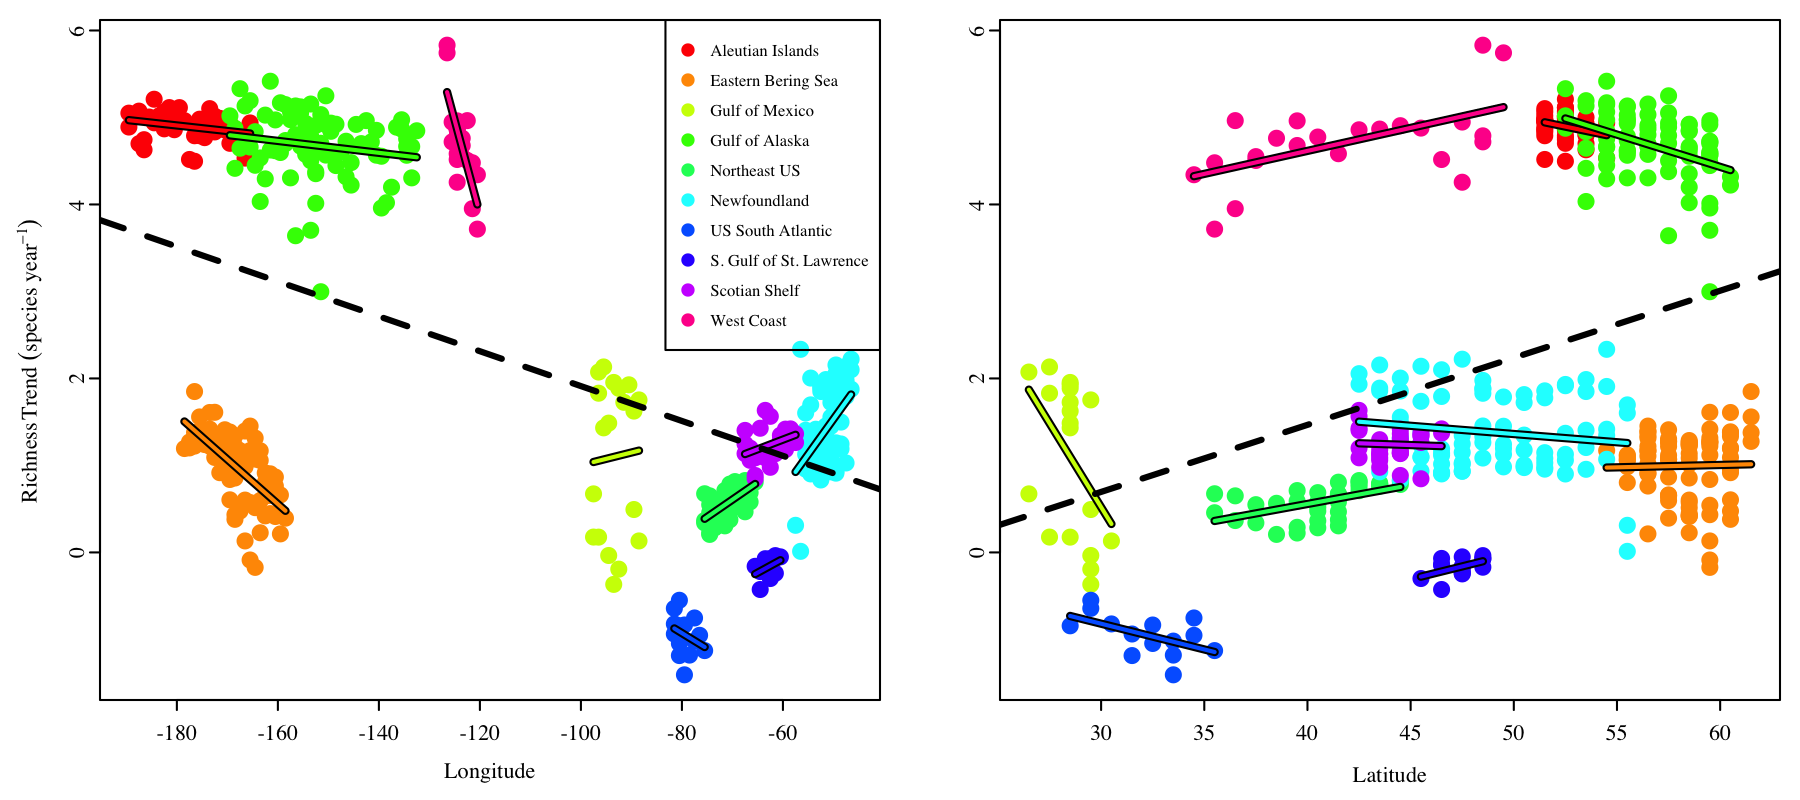 Aleutian Islands
Eastern Bering Sea
Gulf of Mexico
Gulf of Alaska
Northeast US
Newfoundland
US South Atlantic
S. Gulf of St. Lawrence
Scotian Shelf
West Coast
Richness Trend (species year⁻¹)
6
4
2
0
-180 -160 -140 -120 -100 -80 -60
Longitude
6
4
2
0
30 35 40 45 50 55 60
Latitude